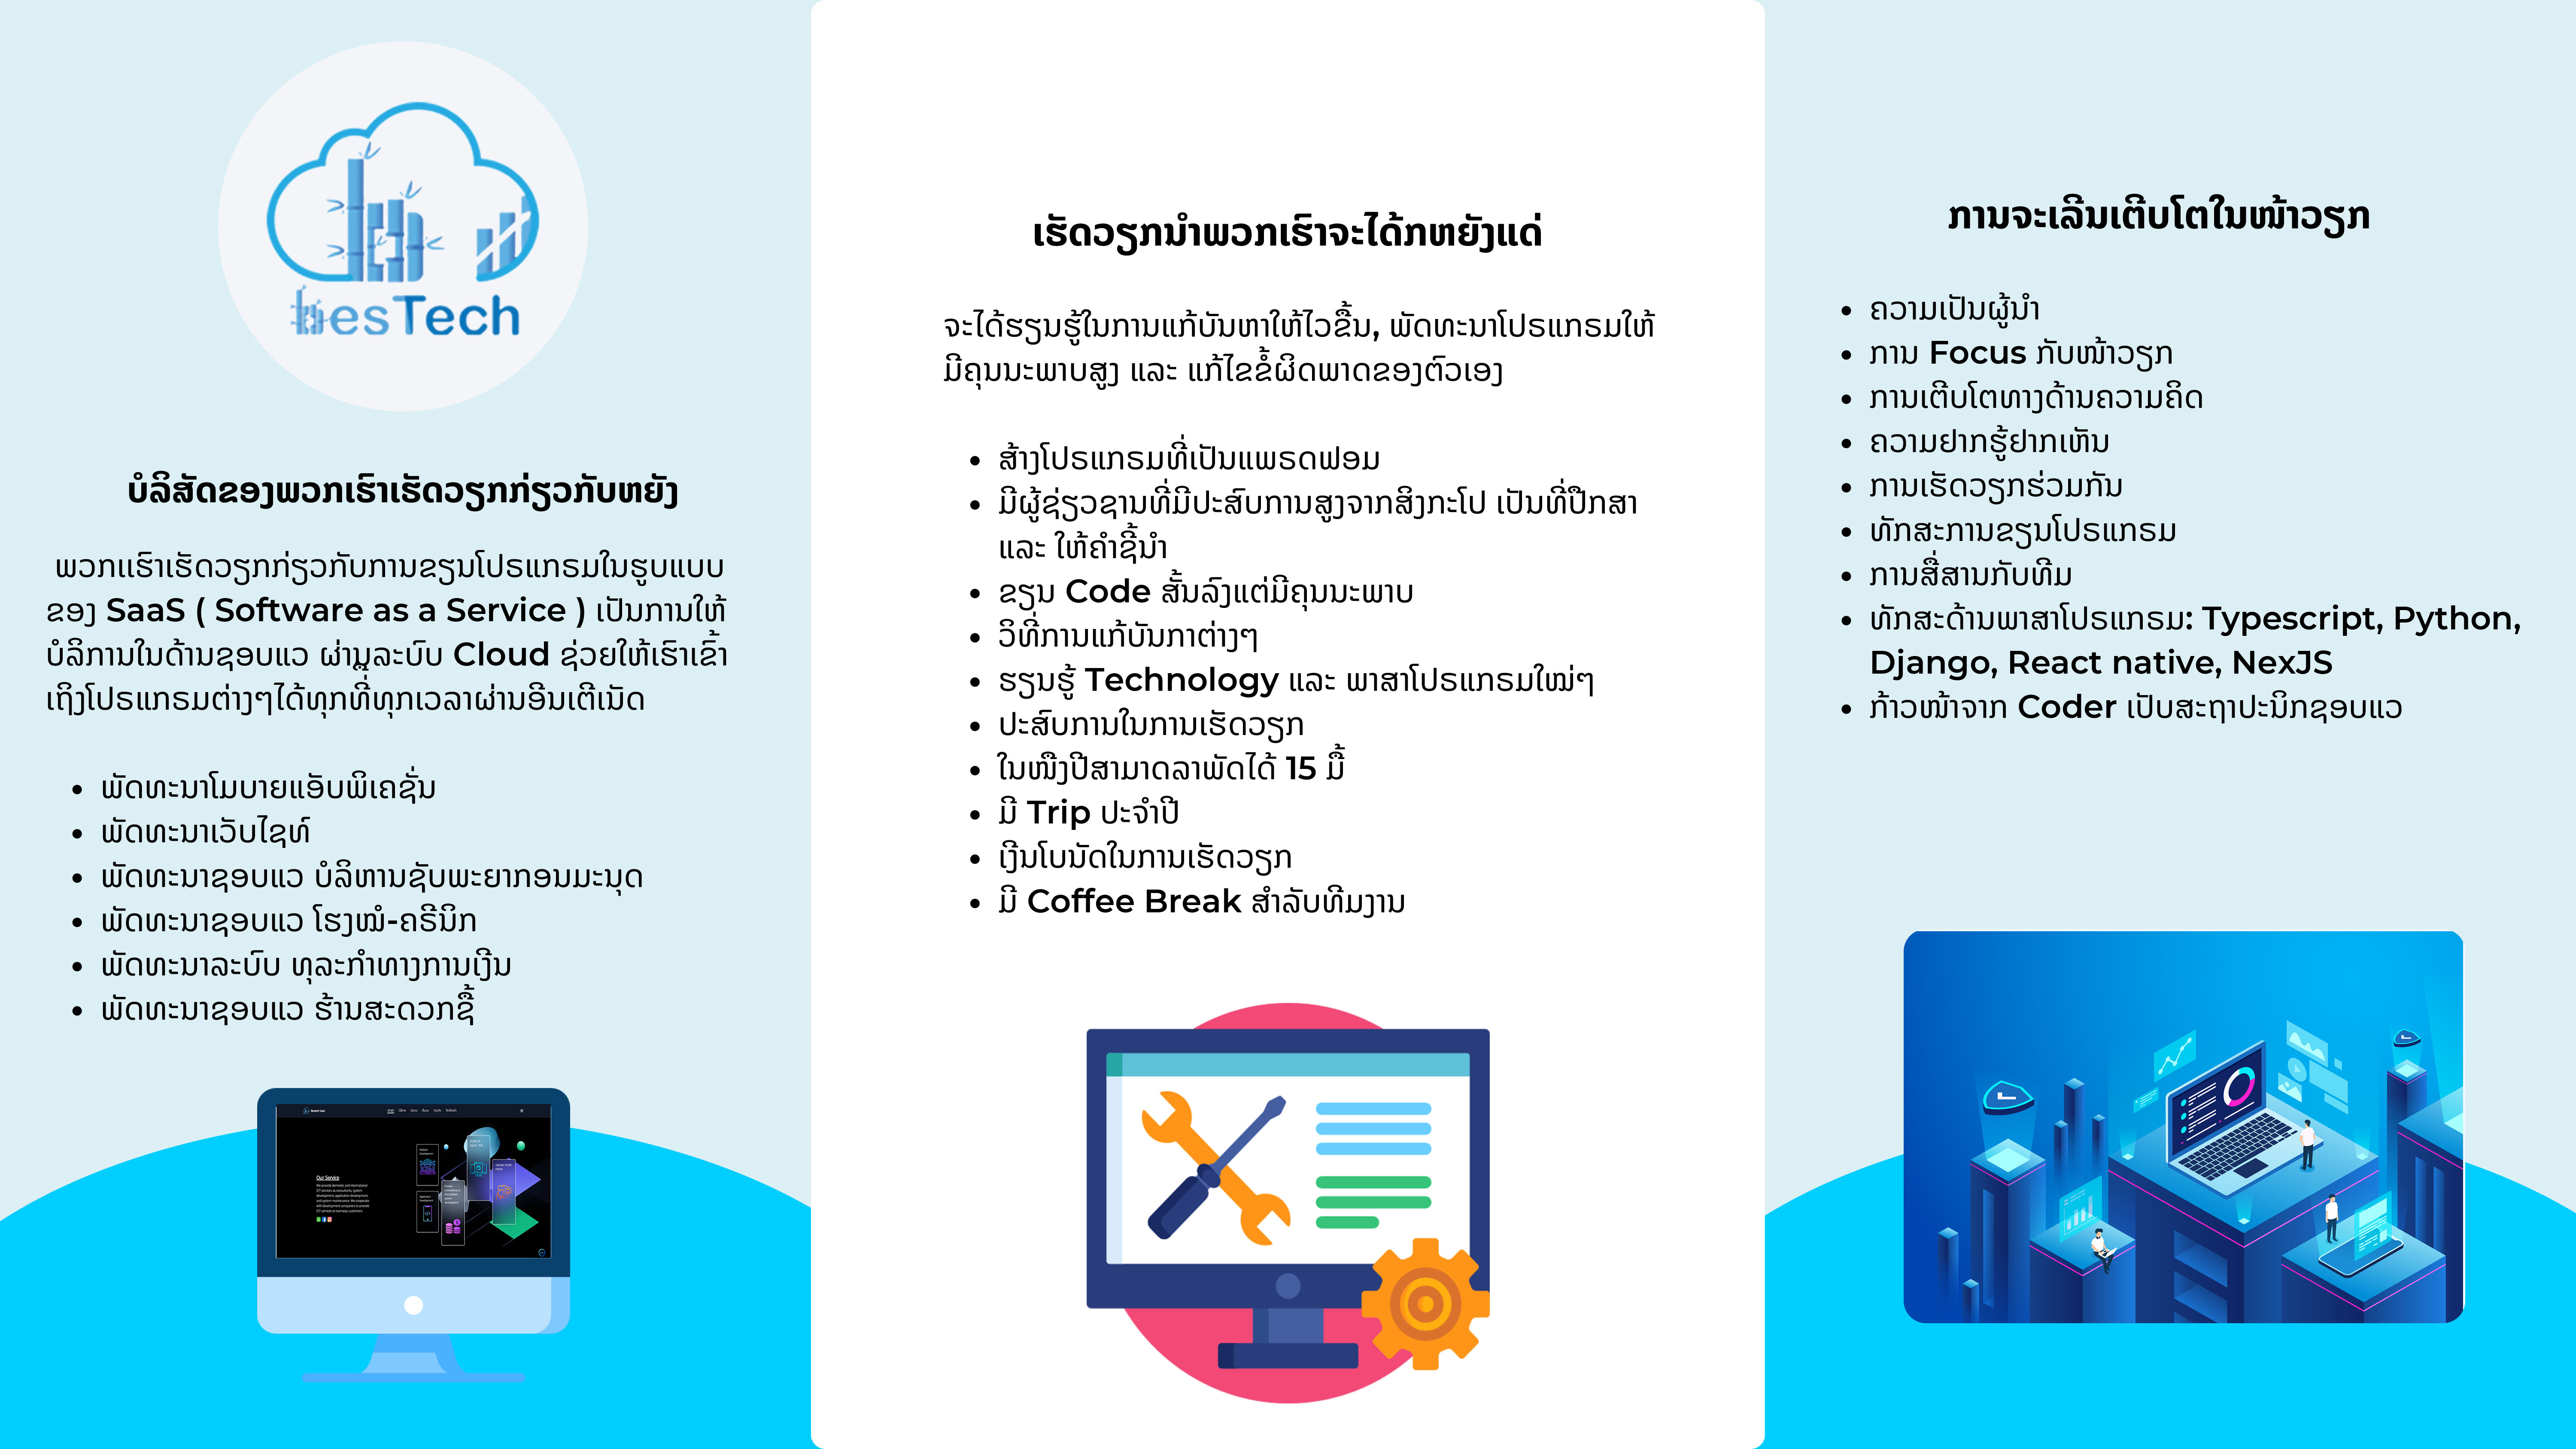 besTech
ບໍລິສັດຂອງພວກເຮົາເຮັດວຽກກ່ຽວກັບຫຍັງ
ພວກແຮົາເຮັດວຽກກ່ຽວກັບການຂຽນໂປຣແກຣມໃນຮູບແບບ
ຂອງ SaaS ( Software as a Service ) ເປັນການໃຫ້
ບໍລິການໃນດ້ານຊອບແວ ຜ່ານລະບົບ Cloud ຊ່ວຍໃຫ້ເຮົາເຂົ້າ
ເຖິງໂປຣແກຣມຕ່າງໆໄດ້ທຸກທີ່ທຸກເວລາຜ່ານອິນເຕີເນັດ
• ພັດທະນາໂມບາຍແອັບພິເຄຊັ່ນ
• ພັດທະນາເວັບໄຊທ໌
• ພັດທະນາຊອບແວ ບໍລິຫານຊັບພະຍາກອນມະນຸດ
• ພັດທະນາຊອບແວ ໂຮງໝໍ-ຄຣີນິກ
• ພັດທະນາລະບົບ ທຸລະກຳທາງການເງິນ
• ພັດທະນາຊອບແວ ຮ້ານສະດວກຊື້
Our Service
ເຮັດວຽກນຳພວກເຮົາຈະໄດ້ກຫຍັງແດ່
ຈະໄດ້ຮຽນຮູ້ໃນການແກ້ບັນຫາໃຫ້ໄວຂື້ນ, ພັດທະນາໂປຣແກຣມໃຫ້
ມີຄຸນນະພາບສູງ ແລະ ແກ້ໄຂຂໍ້ຜິດພາດຂອງຕົວເອງ
• ສ້າງໂປຣແກຣມທີ່ເປັນແພຣດຟອມ
• ມີຜູ້ຊ່ຽວຊານທີ່ມີປະສົບການສູງຈາກສິງກະໂປ ເປັນທີ່ປຶກສາ
ແລະ ໃຫ້ຄຳຊີ້ນຳ
• ຂຽນ Code ສັ້ນລົງແຕ່ມີຄຸນນະພາບ
• ວິທີ່ການແກ້ບັນກາຕ່າງໆ
• ຮຽນຮູ້ Technology ແລະ ພາສາໂປຣແກຣມໃໝ່ໆ
• ປະສົບການໃນການເຮັດວຽກ
• ໃນໜຶ່ງປີສາມາດລາພັດໄດ້ 15 ມື້
• ມີ Trip ປະຈຳປີ
• ເງິນໂບນັດໃນການເຮັດວຽກ
• ມີ Coffee Break ສຳລັບທີມງານ
ການຈະເລີນເຕີບໂຕໃນໜ້າວຽກ
• ຄວາມເປັນຜູ້ນຳ
• ການ Focus ກັບໜ້າວຽກ
• ການເຕີບໂຕທາງດ້ານຄວາມຄິດ
• ຄວາມຢາກຮູ້ຢາກເຫັນ
• ການເຮັດວຽກຮ່ວມກັນ
• ທັກສະການຂຽນໂປຣແກຣມ
• ການສື່ສານກັບທີມ
• ທັກສະດ້ານພາສາໂປຣແກຣມ: Typescript, Python,
Django, React native, NexJS
• ກ້າວໜ້າຈາກ Coder ເປັບສະຖາປະນິກຊອບແວ